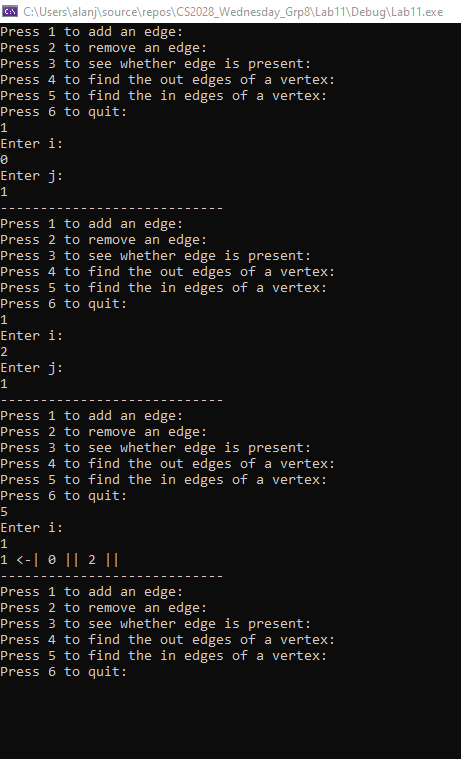 C:\Users\alanj\source\repos\CS2028_Wednesday_Grp8\Lab11\Debug\Lab11.exe
Press 1 to add an edge:
Press 2 to remove an edge:
Press 3 to see whether edge is present:
Press 4 to find the out edges of a vertex:
Press 5 to find the in edges of a vertex:
Press 6 to quit:
1
Enter i:
0
Enter j:
1
----------------------------
Press 1 to add an edge:
Press 2 to remove an edge:
Press 3 to see whether edge is present:
Press 4 to find the out edges of a vertex:
Press 5 to find the in edges of a vertex:
Press 6 to quit:
1
Enter i:
2
Enter j:
1
----------------------------
Press 1 to add an edge:
Press 2 to remove an edge:
Press 3 to see whether edge is present:
Press 4 to find the out edges of a vertex:
Press 5 to find the in edges of a vertex:
Press 6 to quit:
5
Enter i:
1
1 <-| 0 || 2 ||
----------------------------
Press 1 to add an edge:
Press 2 to remove an edge:
Press 3 to see whether edge is present:
Press 4 to find the out edges of a vertex:
Press 5 to find the in edges of a vertex:
Press 6 to quit: